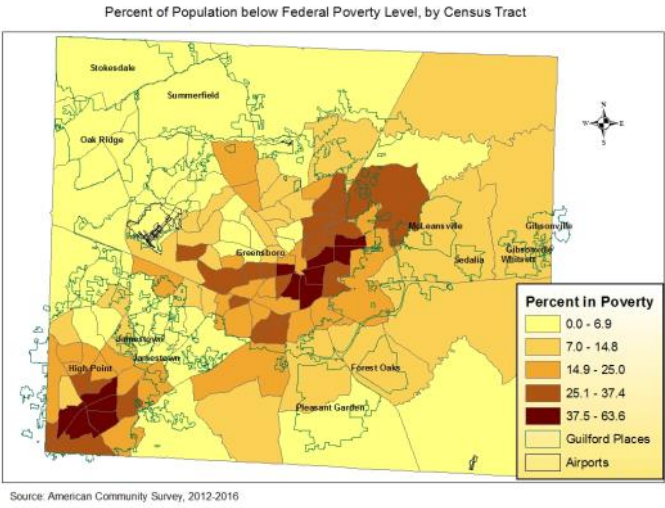 Percent of Population below Federal Poverty Level, by Census Tract
Stokesdale
Summerfield
Oak Ridge
N
W E
S
McLeansville
Gibsonville
Greensboro
Gibsonville
Sedalia
Whitsett
Jamestown
Jamestown
High Point
Forest Oaks
Pleasant Garden
Percent in Poverty
0.0 - 6.9
7.0 - 14.8
14.9 - 25.0
25.1 - 37.4
37.5 - 63.6
Guilford Places
Airports
Source: American Community Survey, 2012-2016